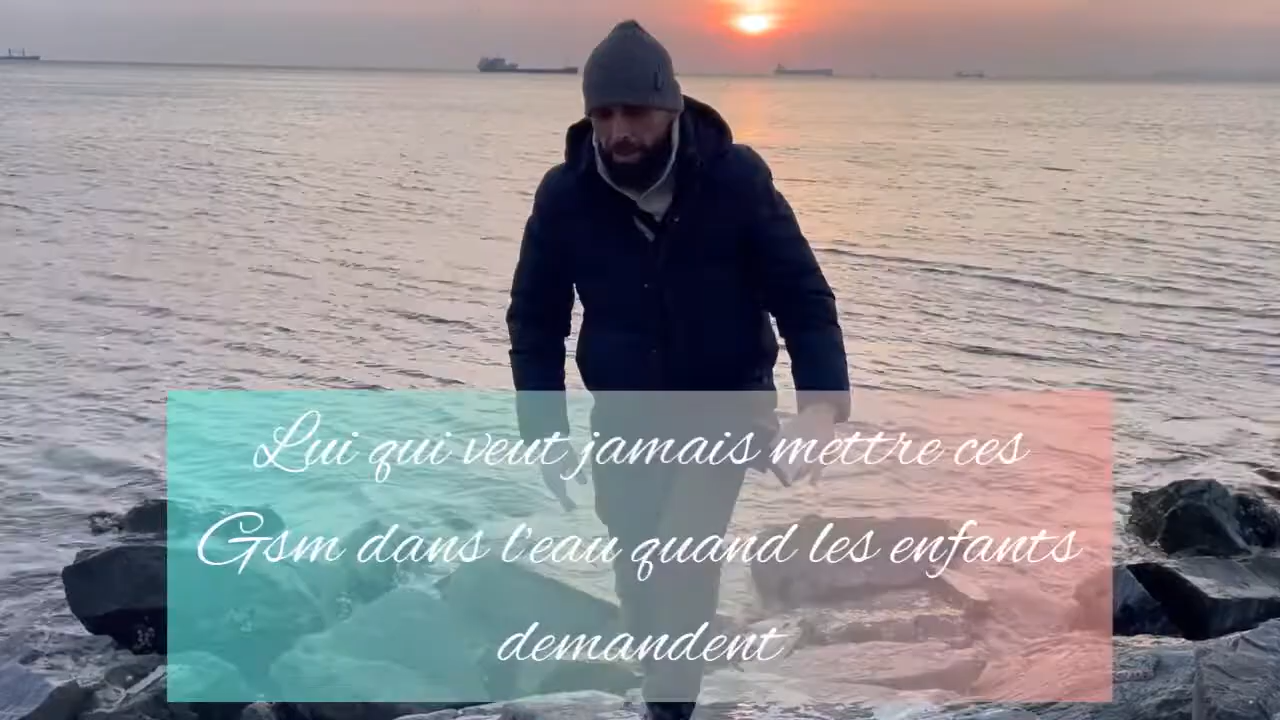 Lui qui veut jamais mettre ces
Gsm dans l'eau quand les enfants
demandent